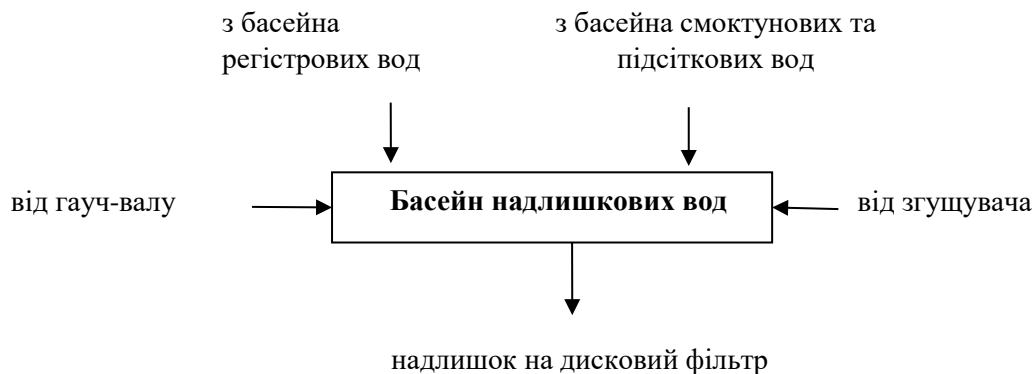 з басейна
регістрових вод
з басейна смоктунових та
підсіткових вод
від гауч-валу
Басейн надлишкових вод
від згущувача
надлишок на дисковий фільтр